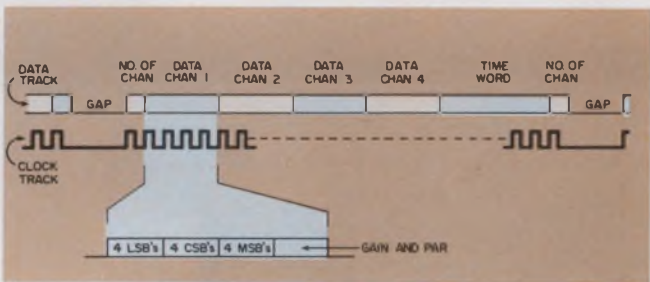 DATA TRACK
GAP
NO. OF CHAN
DATA CHAN 1
DATA CHAN 2
DATA CHAN 3
DATA CHAN 4
TIME WORD
NO. OF CHAN
GAP
CLOCK TRACK
4 LSB's
4 CSB's
4 MSB's
GAIN AND PAR